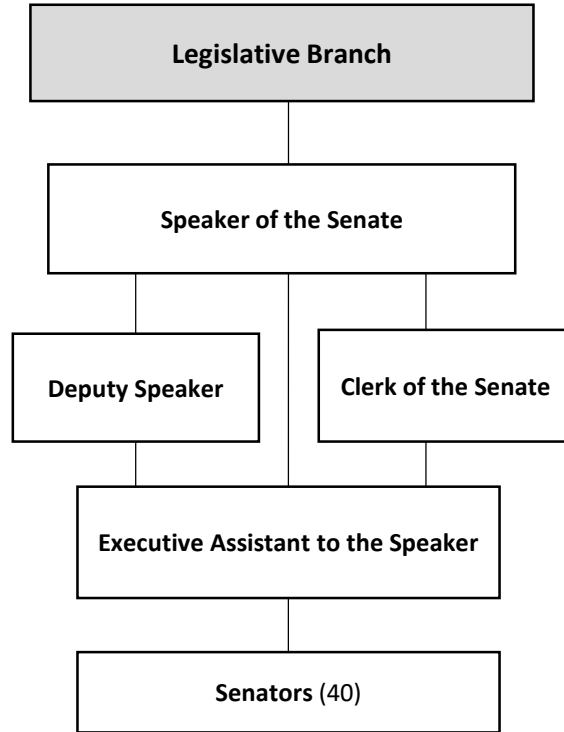 Legislative Branch
Speaker of the Senate
Deputy Speaker
Clerk of the Senate
Executive Assistant to the Speaker
Senators (40)